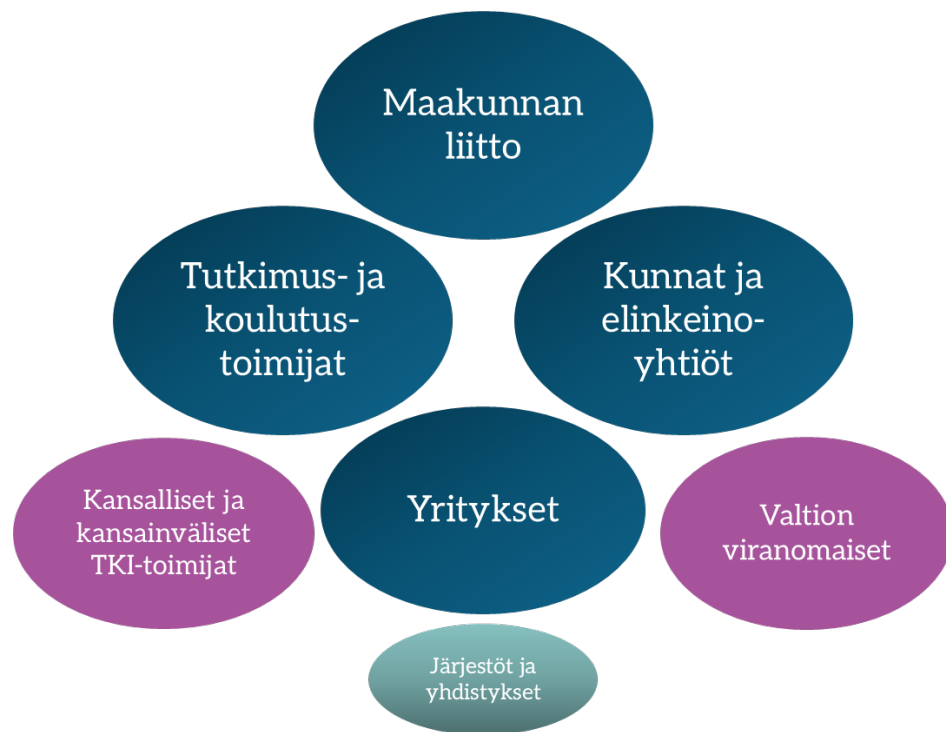 Maakunnan
liitto
Tutkimus- ja
koulutus-
toimijat
Kunnat ja
elinkeino-
yhtiöt
Kansalliset ja
kansainväliset
TKI-toimijat
Yritykset
Valtion
viranomaiset
Järjestöt ja
yhdistykset